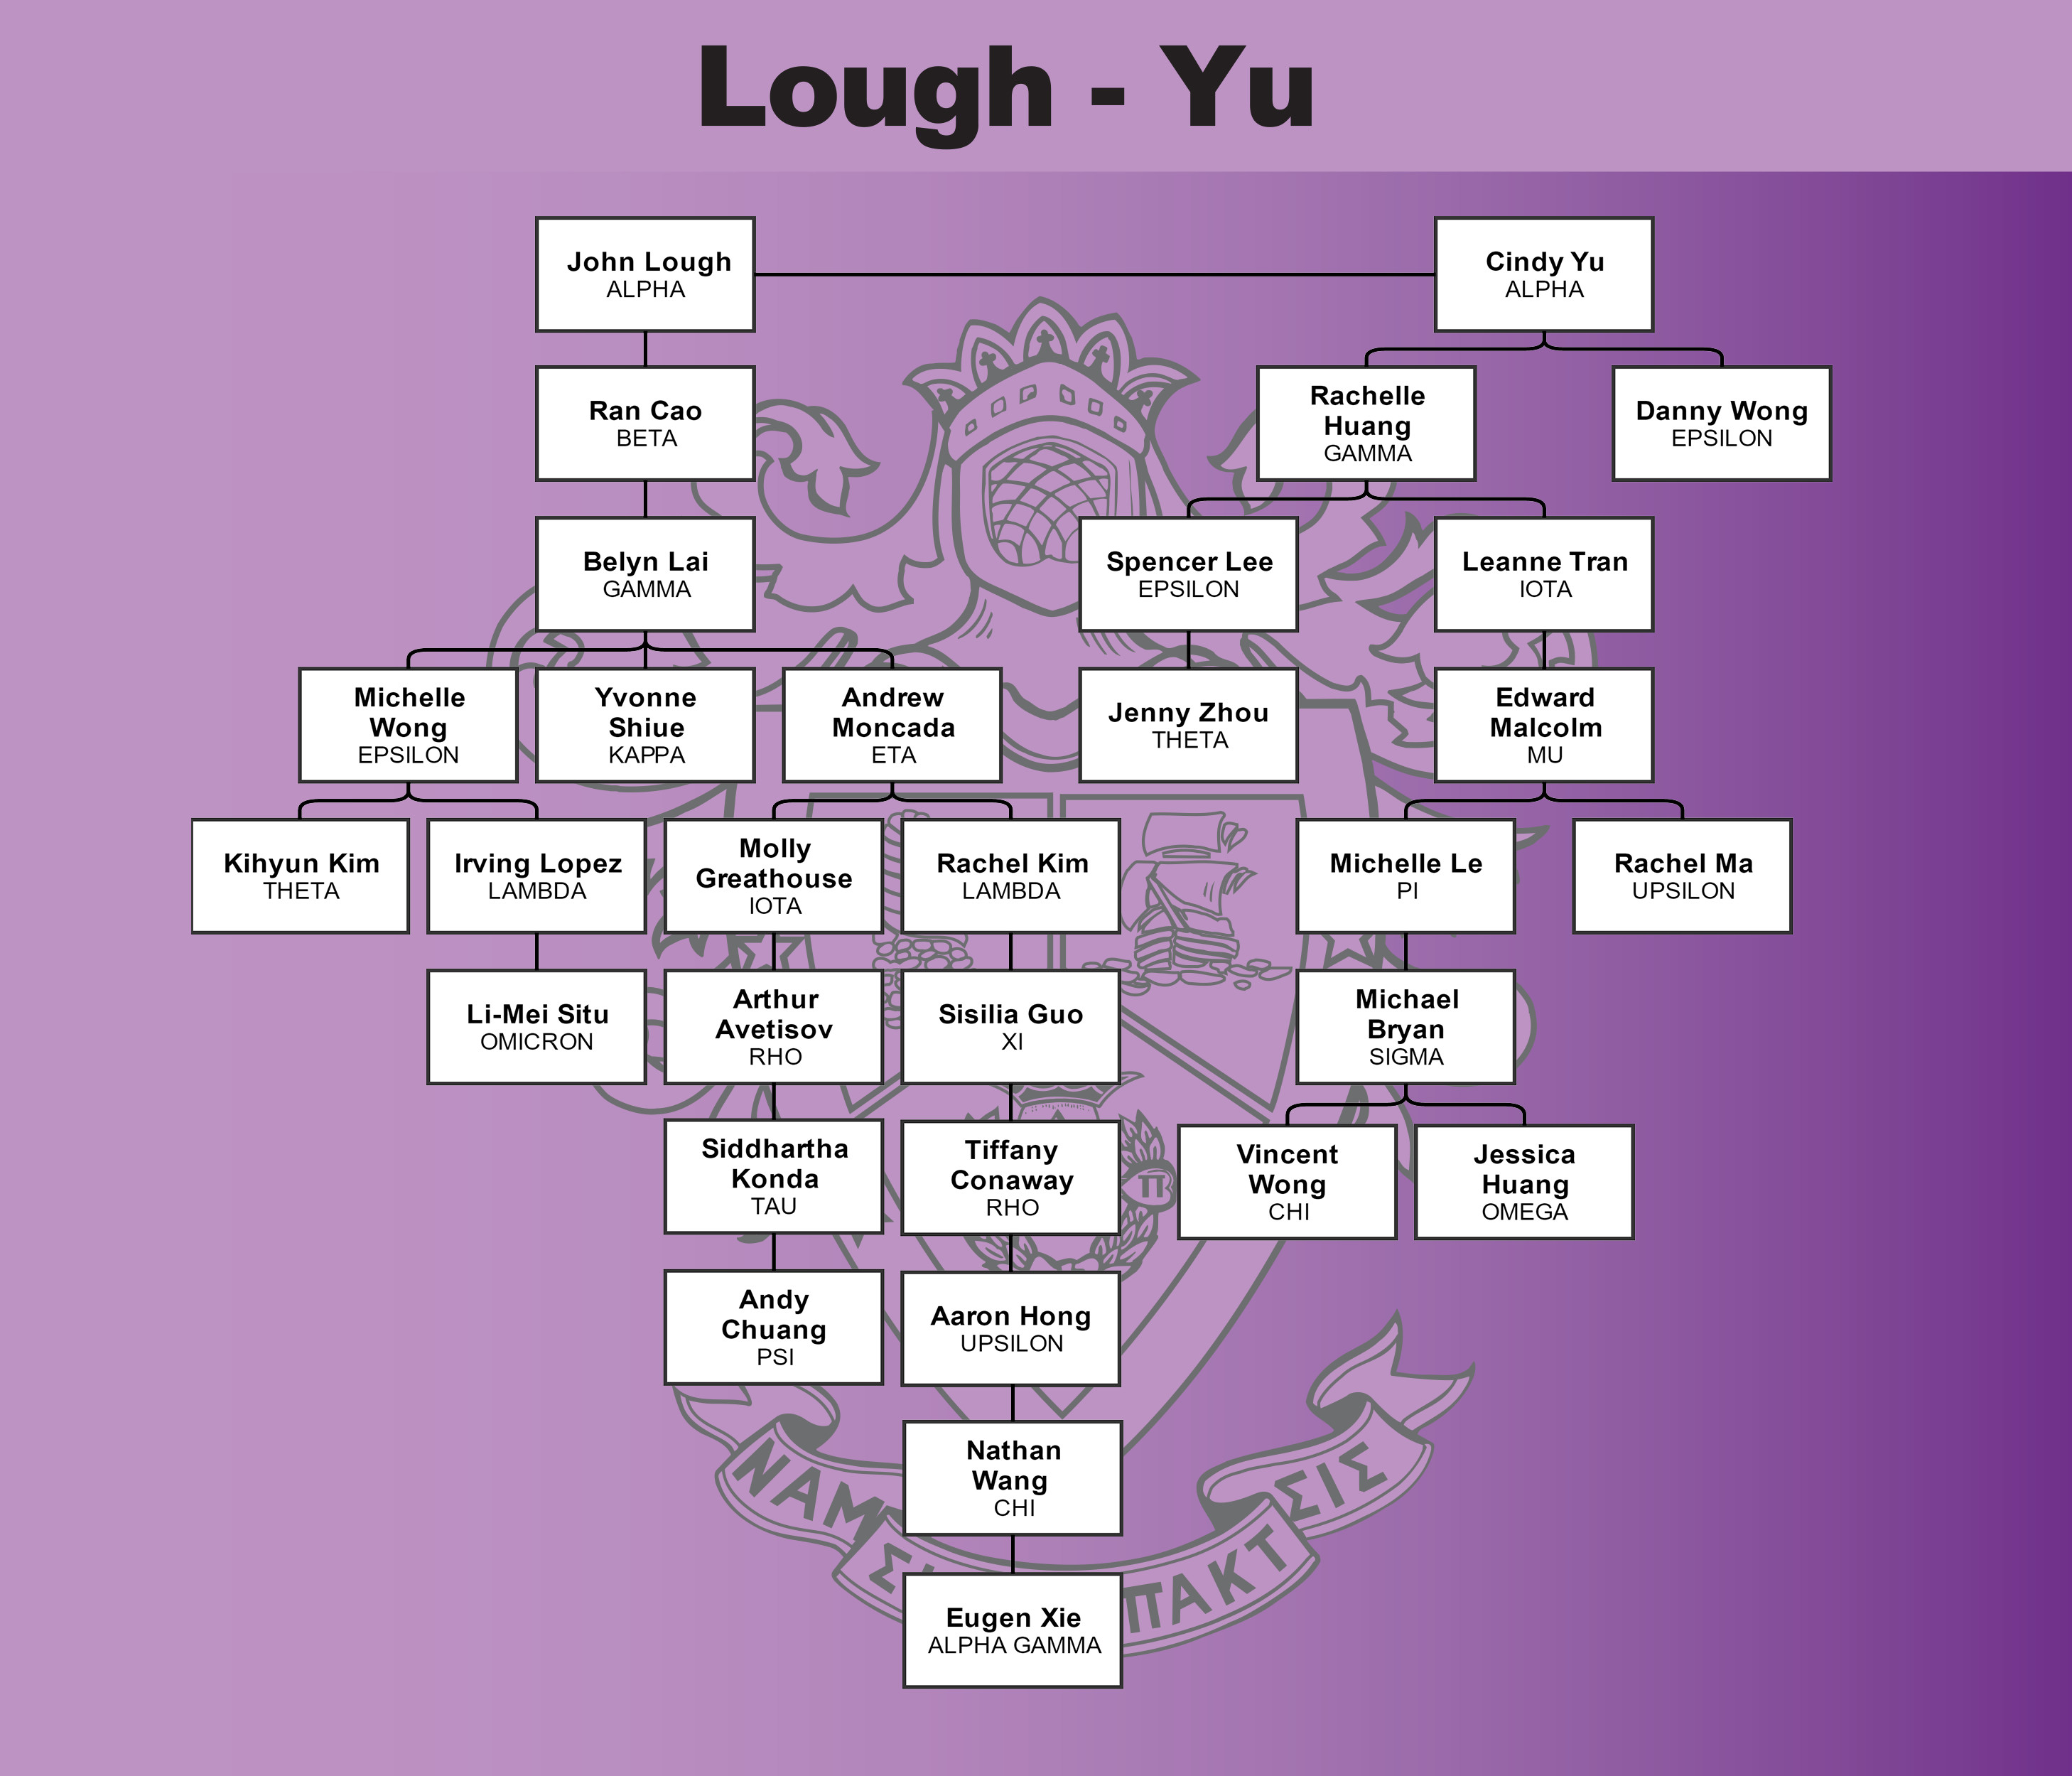 Lough - Yu
John Lough
ALPHA
Cindy Yu
ALPHA
Ran Cao
BETA
Rachelle
Huang
GAMMA
Danny Wong
EPSILON
Belyn Lai
GAMMA
Spencer Lee
EPSILON
Leanne Tran
IOTA
Michelle
Wong
EPSILON
Yvonne
Shiue
KAPPA
Andrew
Moncada
ETA
Jenny Zhou
THETA
Edward
Malcolm
MU
Kihyun Kim
THETA
Irving Lopez
LAMBDA
Molly
Greathouse
IOTA
Rachel Kim
LAMBDA
Michelle Le
PI
Rachel Ma
UPSILON
Li-Mei Situ
OMICRON
Arthur
Avetisov
RHO
Sisilia Guo
XI
Michael
Bryan
SIGMA
Siddhartha
Konda
TAU
Tiffany
Conaway
RHO
Vincent
Wong
CHI
Jessica
Huang
OMEGA
Π
Andy
Chuang
PSI
Aaron Hong
UPSILON
Nathan
Wang
CHI
Eugen Xie
ALPHA GAMMA